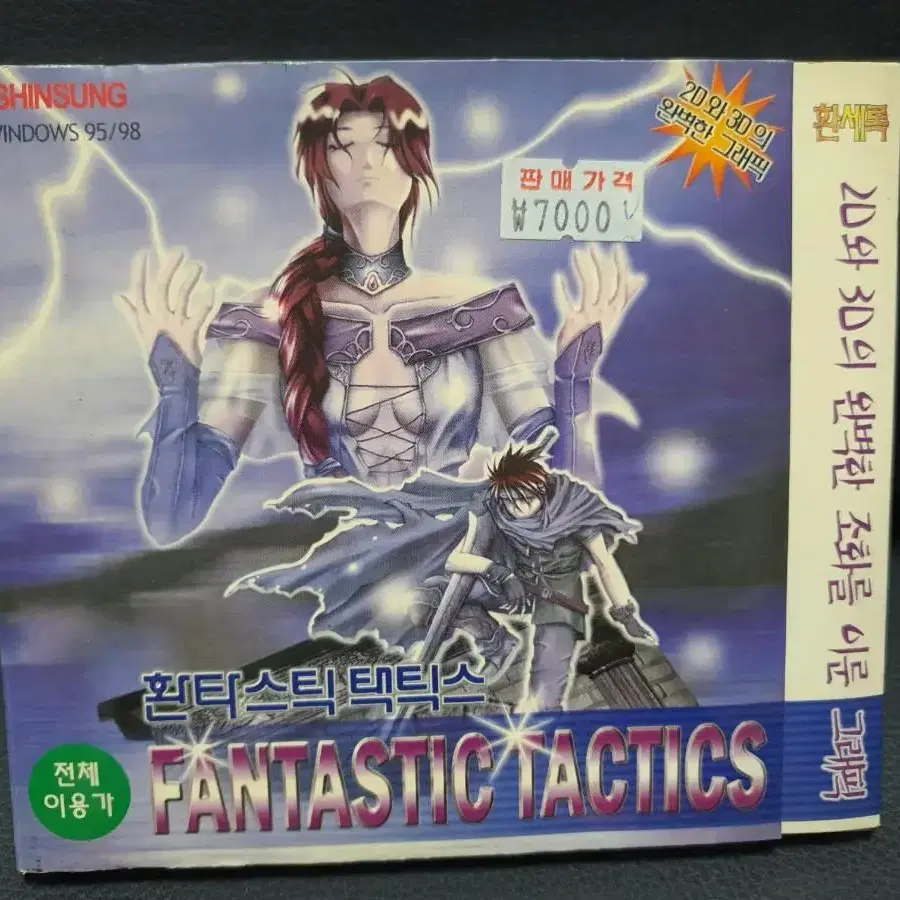 SHINSUNG
WINDOWS 95/98
2D와 3D의
완벽한 그래픽
판매가격
₩7000
환타스틱 택틱스
FANTASTIC TACTICS
전체
이용가
환세록
2D와 3D의 완벽한 조화를 이룬 그래픽